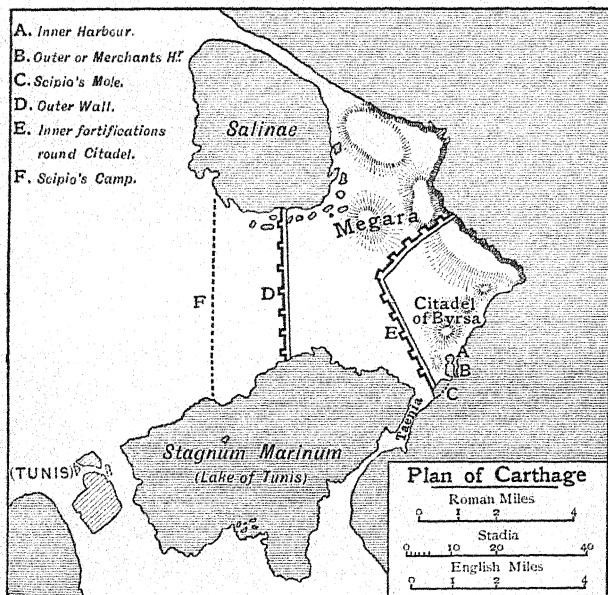 A. Inner Harbour.
B. Outer or Merchants Hr.
C. Scipio's Mole.
D. Outer Wall.
E. Inner fortifications
round Citadel.
F. Scipio's Camp.
Salinae
Megara
F
D
E
Citadel
of Byrsa
A
B
C
Taenia
Stagnum Marinum
(Lake of Tunis)
(TUNIS)
Plan of Carthage
Roman Miles
0 1 2 4
Stadia
0 10 20 40
English Miles
0 1 2 4